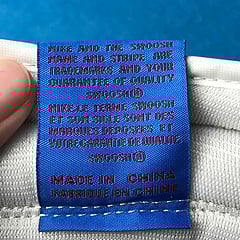 NIKE AND THE SWOOSH
NAME AND STRIPE ARE
TRADEMARKS AND YOUR
GUARANTEE OF QUALITY
SWOOSH®
NIKE,LE TERME SWOOSH
ET SON SIGLE SONT DES
MARQUES DEPOSEES ET
VOTRE GARANTIE DE QUALITE
SWOOSH®
MADE IN CHINA
FABRIQUE EN CHINE